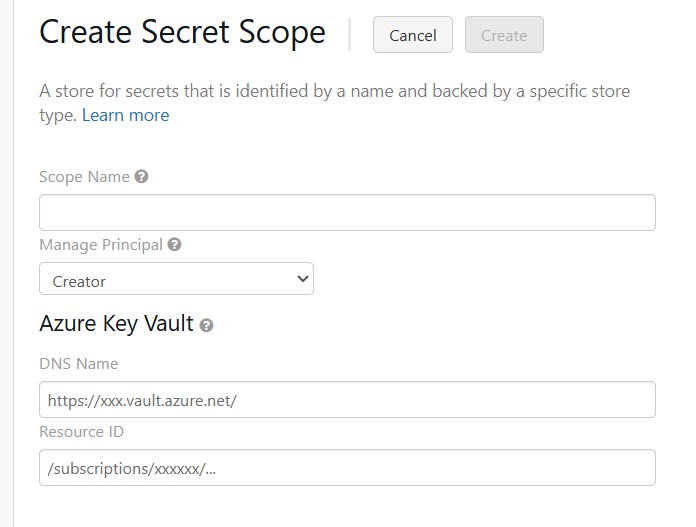 Create Secret Scope
Cancel
Create
A store for secrets that is identified by a name and backed by a specific store
type. Learn more
Scope Name ?
Manage Principal ?
Creator
Azure Key Vault ?
DNS Name
https://xxx.vault.azure.net/
Resource ID
/subscriptions/xxxxxx/...